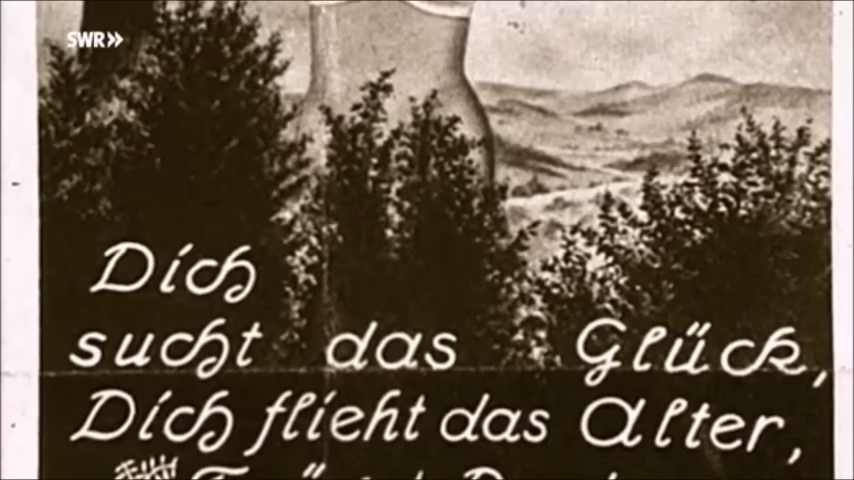 SWR»
Dich
sucht das Glück,
Dich flieht das Alter,